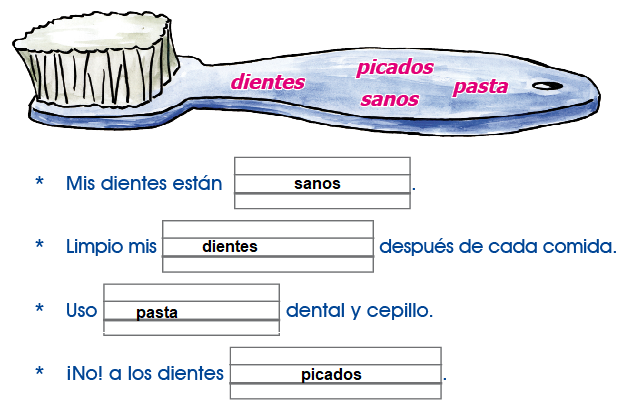 picados
dientes
pasta
sanos
* Mis dientes están sanos.
* Limpio mis dientes después de cada comida.
* Uso pasta dental y cepillo.
* ¡No! a los dientes picados.